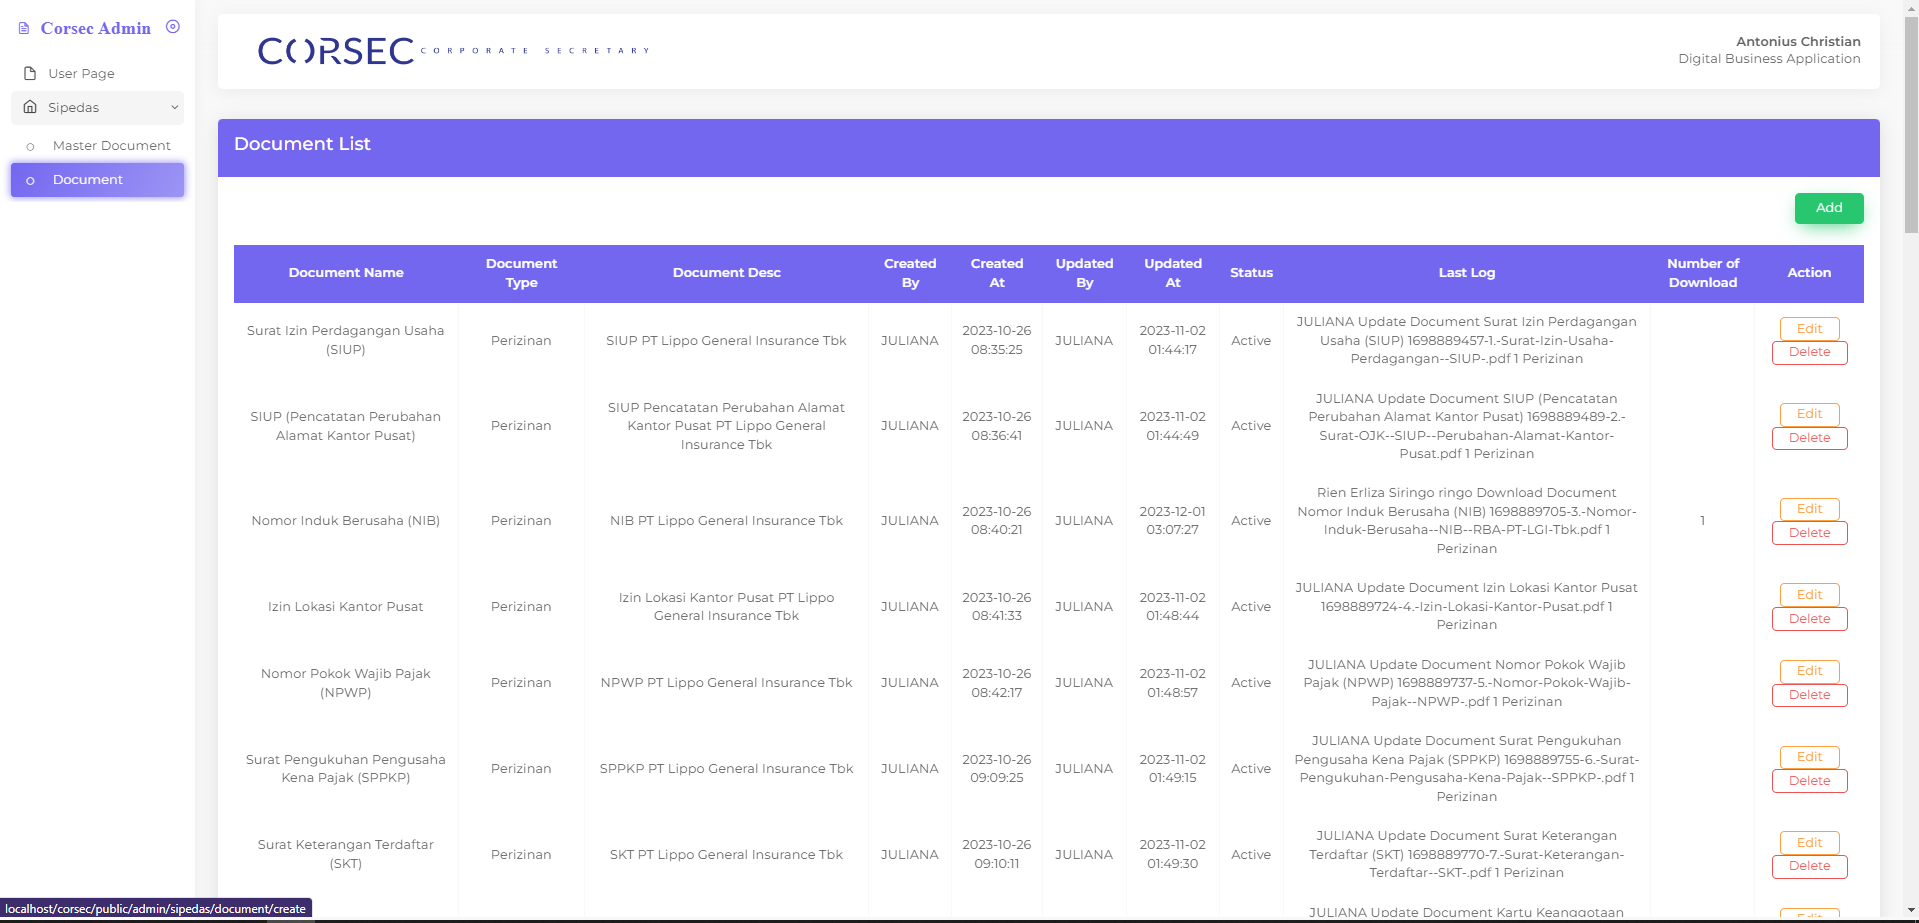 Corsec Admin
User Page
Sipedas
Master Document
Document
CORSEC CORPORATE SECRETARY
Antonius Christian
Digital Business Application
Document List
Add
Document Name
Document
Type
Document Desc
Created
By
Created
At
Updated
By
Updated
At
Status
Last Log
Number of
Download
Action
Surat Izin Perdagangan Usaha
(SIUP)
Perizinan
SIUP PT Lippo General Insurance Tbk
JULIANA
2023-10-26
08:35:25
JULIANA
2023-11-02
01:44:17
Active
JULIANA Update Document Surat Izin Perdagangan
Usaha (SIUP) 1698889457-1.-Surat-Izin-Usaha-
Perdagangan--SIUP-.pdf 1 Perizinan
Edit
Delete
SIUP (Pencatatan Perubahan
Alamat Kantor Pusat)
Perizinan
SIUP Pencatatan Perubahan Alamat
Kantor Pusat PT Lippo General
Insurance Tbk
JULIANA
2023-10-26
08:36:41
JULIANA
2023-11-02
01:44:49
Active
JULIANA Update Document SIUP (Pencatatan
Perubahan Alamat Kantor Pusat) 1698889489-2.-
Surat-OJK--SIUP--Perubahan-Alamat-Kantor-
Pusat.pdf 1 Perizinan
Edit
Delete
Nomor Induk Berusaha (NIB)
Perizinan
NIB PT Lippo General Insurance Tbk
JULIANA
2023-10-26
08:40:21
JULIANA
2023-12-01
03:07:27
Active
Rien Erliza Siringo ringo Download Document
Nomor Induk Berusaha (NIB) 1698889705-3.-Nomor-
Induk-Berusaha--NIB--RBA-PT-LGI-Tbk.pdf 1
Perizinan
1
Edit
Delete
Izin Lokasi Kantor Pusat
Perizinan
Izin Lokasi Kantor Pusat PT Lippo
General Insurance Tbk
JULIANA
2023-10-26
08:41:33
JULIANA
2023-11-02
01:48:44
Active
JULIANA Update Document Izin Lokasi Kantor Pusat
1698889724-4.-Izin-Lokasi-Kantor-Pusat.pdf 1
Perizinan
Edit
Delete
Nomor Pokok Wajib Pajak
(NPWP)
Perizinan
NPWP PT Lippo General Insurance Tbk
JULIANA
2023-10-26
08:42:17
JULIANA
2023-11-02
01:48:57
Active
JULIANA Update Document Nomor Pokok Wajib
Pajak (NPWP) 1698889737-5.-Nomor-Pokok-Wajib-
Pajak--NPWP-.pdf 1 Perizinan
Edit
Delete
Surat Pengukuhan Pengusaha
Kena Pajak (SPPKP)
Perizinan
SPPKP PT Lippo General Insurance Tbk
JULIANA
2023-10-26
09:09:25
JULIANA
2023-11-02
01:49:15
Active
JULIANA Update Document Surat Pengukuhan
Pengusaha Kena Pajak (SPPKP) 1698889755-6.-Surat-
Pengukuhan-Pengusaha-Kena-Pajak--SPPKP-.pdf 1
Perizinan
Edit
Delete
Surat Keterangan Terdaftar
(SKT)
Perizinan
SKT PT Lippo General Insurance Tbk
JULIANA
2023-10-26
09:10:11
JULIANA
2023-11-02
01:49:30
Active
JULIANA Update Document Surat Keterangan
Terdaftar (SKT) 1698889770-7.-Surat-Keterangan-
Terdaftar--SKT-.pdf 1 Perizinan
Edit
Delete
JULIANA Update Document Kartu Keanggotaan
Edit
localhost/corsec/public/admin/sipedas/document/create